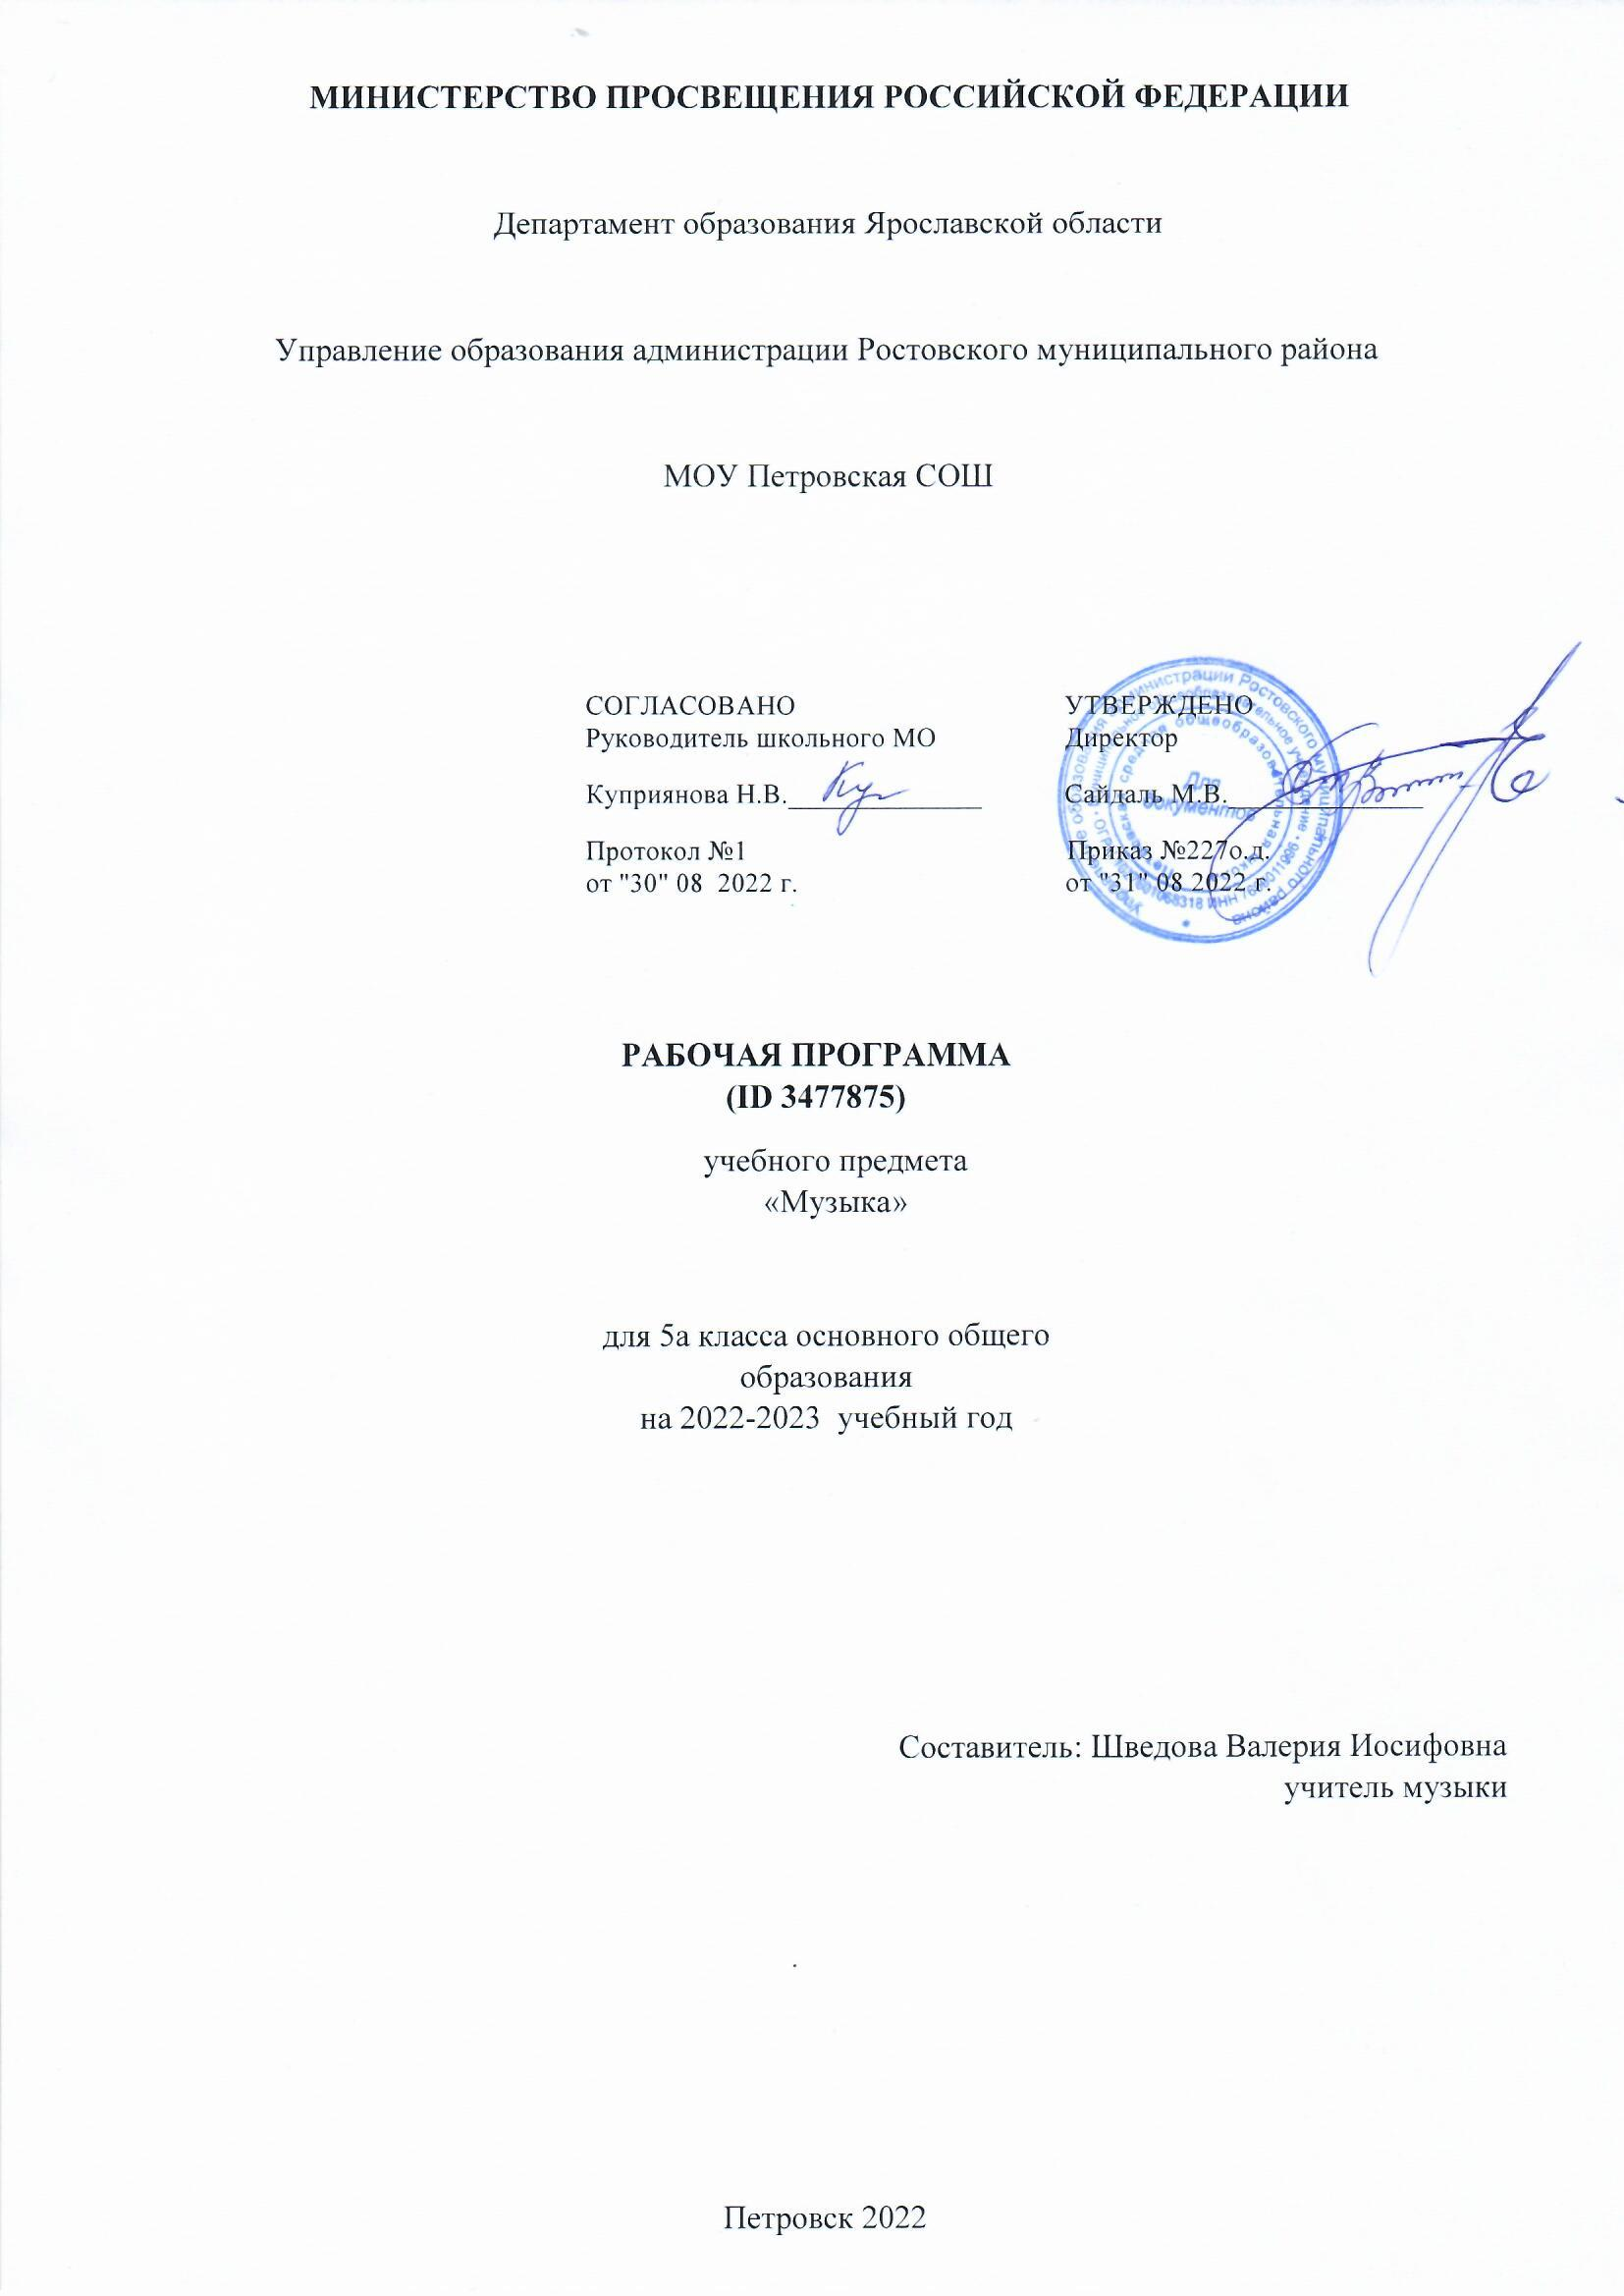 МИНИСТЕРСТВО ПРОСВЕЩЕНИЯ РОССИЙСКОЙ ФЕДЕРАЦИИ
Департамент образования Ярославской области
Управление образования администрации Ростовского муниципального района
МОУ Петровская СОШ
СОГЛАСОВАНО
Руководитель школьного МО
Куприянова Н.В.
Протокол №1
от "30" 08 2022 г.
УТВЕРЖДЕНО
Директор
Сайдаль М.В.
Приказ №227о.д.
от "31" 08 2022 г.
Для
документов
РАБОЧАЯ ПРОГРАММА
(ID 3477875)
учебного предмета
«Музыка»
для 5а класса основного общего
образования
на 2022-2023 учебный год
Составитель: Шведова Валерия Иосифовна
учитель музыки
Петровск 2022